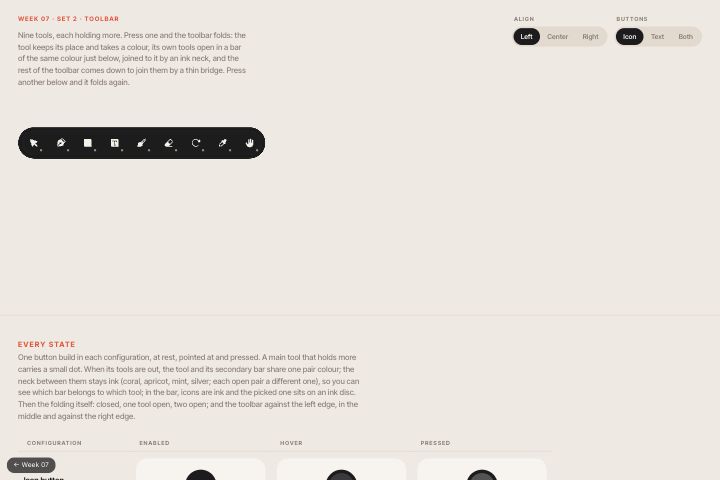 WEEK 07 · SET 2 · TOOLBAR
Nine tools, each holding more. Press one and the toolbar folds: the
tool keeps its place and takes a colour, its own tools open in a bar
of the same colour just below, joined to it by an ink neck, and the
rest of the toolbar comes down to join them by a thin bridge. Press
another below and it folds again.
ALIGN
Left Center Right
BUTTONS
Icon Text Both
EVERY STATE
One button build in each configuration, at rest, pointed at and pressed. A main tool that holds more
carries a small dot. When its tools are out, the tool and its secondary bar share one pair colour; the
neck between them stays ink (coral, apricot, mint, silver; each open pair a different one), so you can
see which bar belongs to which tool; in the bar, icons are ink and the picked one sits on an ink disc.
Then the folding itself: closed, one tool open, two open; and the toolbar against the left edge, in the
middle and against the right edge.
CONFIGURATION ENABLED HOVER PRESSED
← Week 07
Icon button